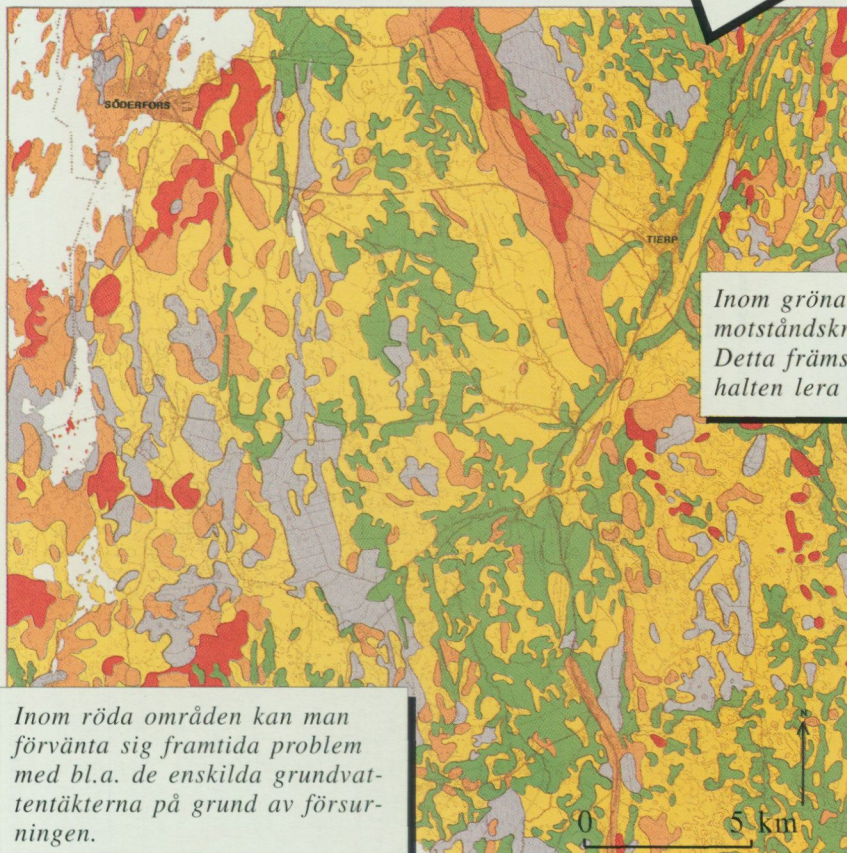 SÖDERFORS
TIERP
Inom gröna
Detta främs
halten lera
Inom röda områden kan man
förvänta sig framtida problem
med bl.a. de enskilda grundvat-
tentäkterna på grund av försur-
ningen.
N
0 5 km